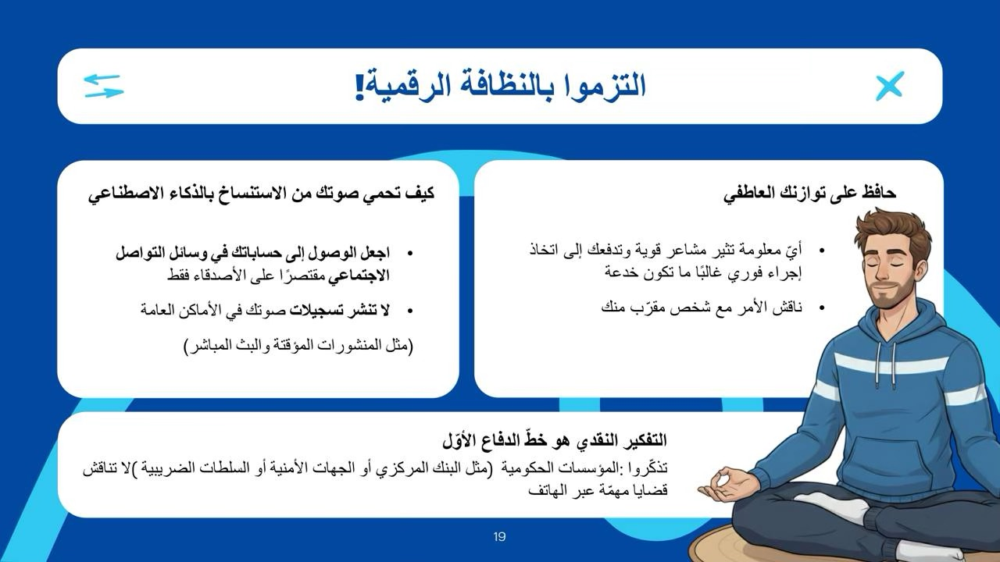 التزموا بالنظافة الرقمية!
حافظ على توازنك العاطفي
• أيّ معلومة تثير مشاعر قوية وتدفعك إلى اتخاذ
إجراء فوري غالبًا ما تكون خدعة
• ناقش الأمر مع شخص مقرّب منك
كيف تحمي صوتك من الاستنساخ بالذكاء الاصطناعي
• اجعل الوصول إلى حساباتك في وسائل التواصل
الاجتماعي مقتصرًا على الأصدقاء فقط
• لا تنشر تسجيلات صوتك في الأماكن العامة
(مثل المنشورات المؤقتة والبث المباشر)
التفكير النقدي هو خطّ الدفاع الأوّل
تذكّروا :المؤسسات الحكومية (مثل البنك المركزي أو الجهات الأمنية أو السلطات الضريبية )لا تناقش
قضايا مهمّة عبر الهاتف
19